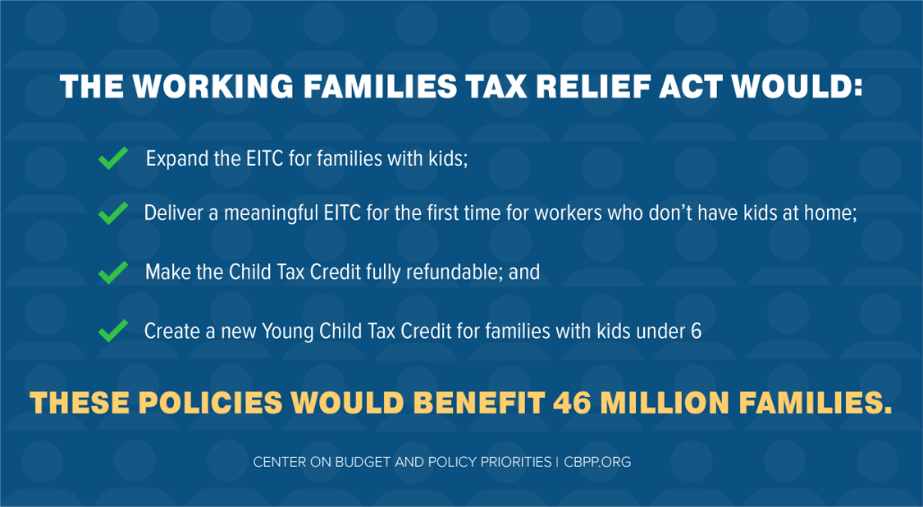 THE WORKING FAMILIES TAX RELIEF ACT WOULD:
Expand the EITC for families with kids;
Deliver a meaningful EITC for the first time for workers who don't have kids at home;
Make the Child Tax Credit fully refundable; and
Create a new Young Child Tax Credit for families with kids under 6
THESE POLICIES WOULD BENEFIT 46 MILLION FAMILIES.
CENTER ON BUDGET AND POLICY PRIORITIES | CBPP.ORG